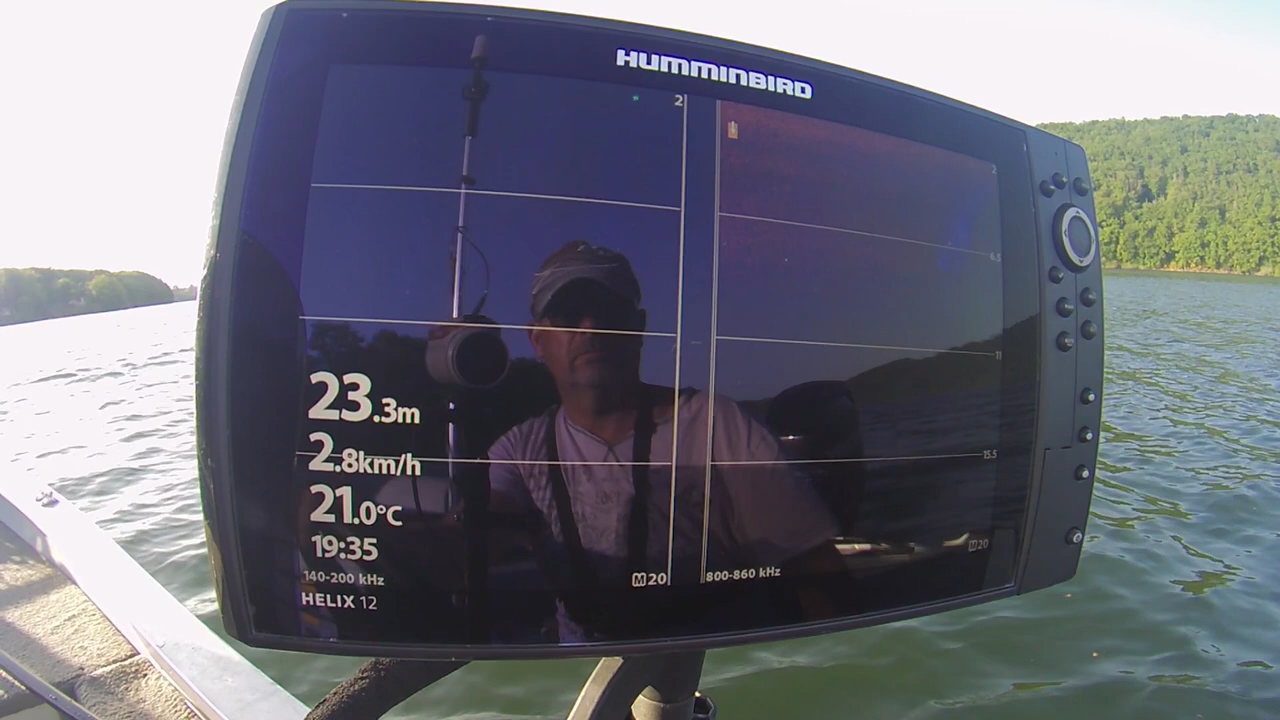 HUMMINBIRD
2
2
6.5
11
15.5
23.3m
2.8km/h
21.0°C
19:35
140-200 kHz
HELIX 12
M20
800-860 kHz
M20